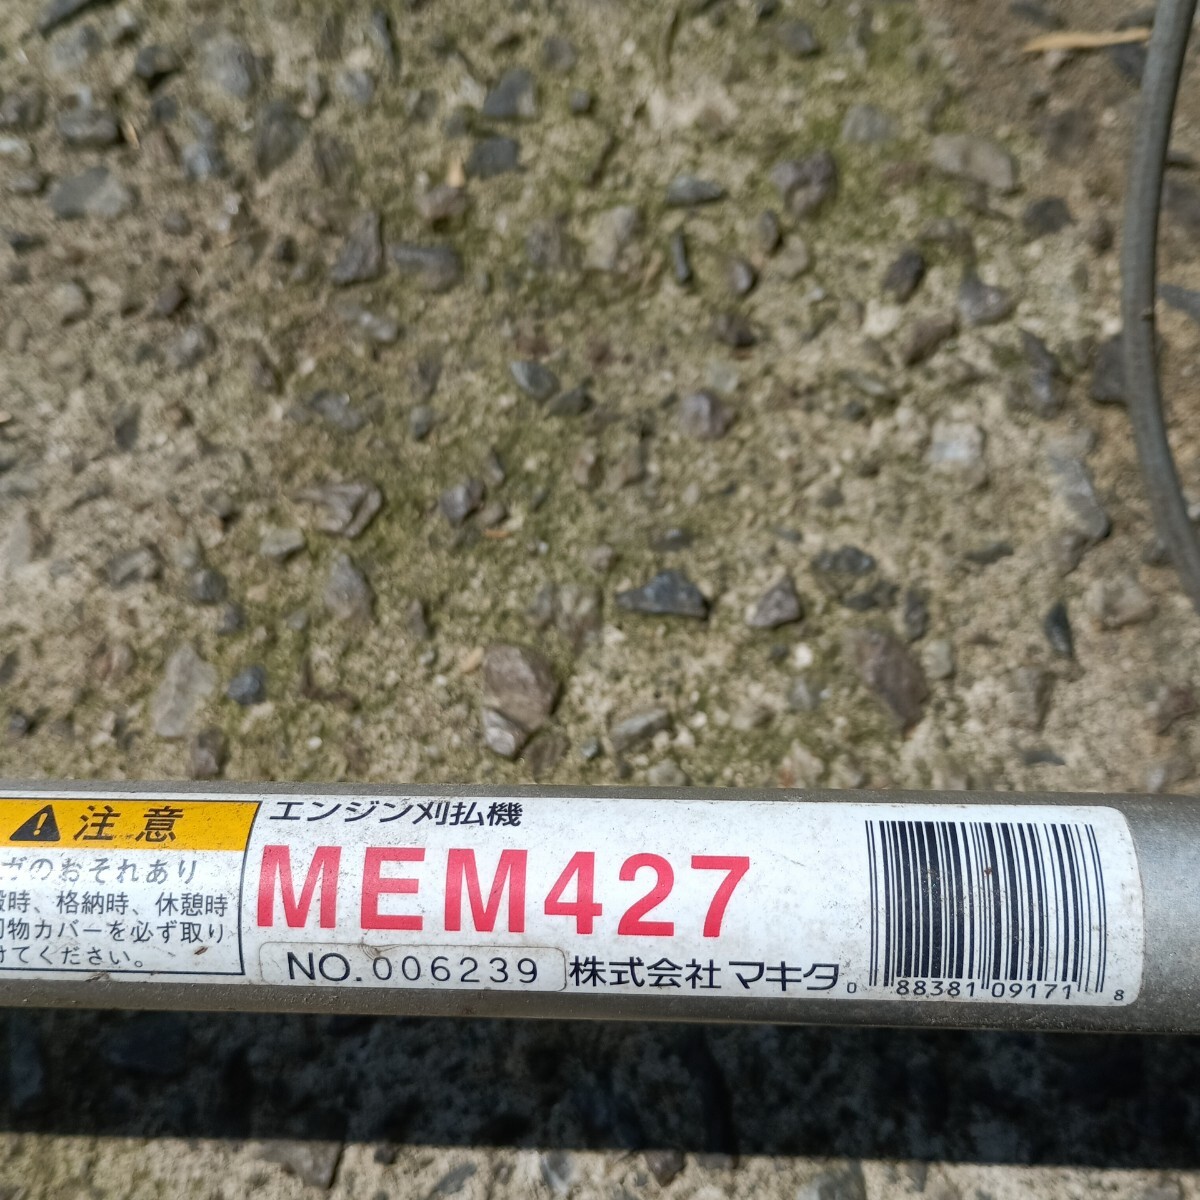 注意
ガのおそれあり
時、格納時、休憩時
物カバーを必ず取り
けてください。
エンジン刈払機
MEM427
NO.006239
株式会社マキタ
0 88381 09171 8